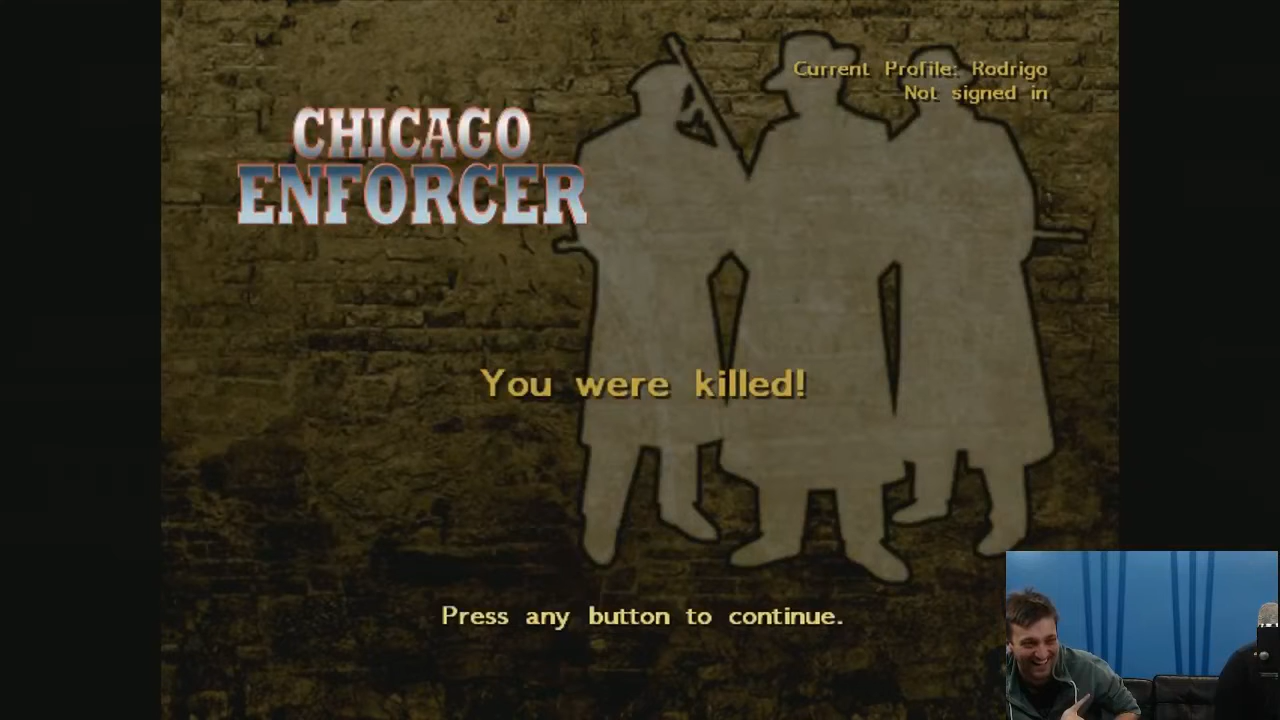 Current Profile: Rodrigo
Not signed in
CHICAGO
ENFORCER
You were killed!
Press any button to continue.